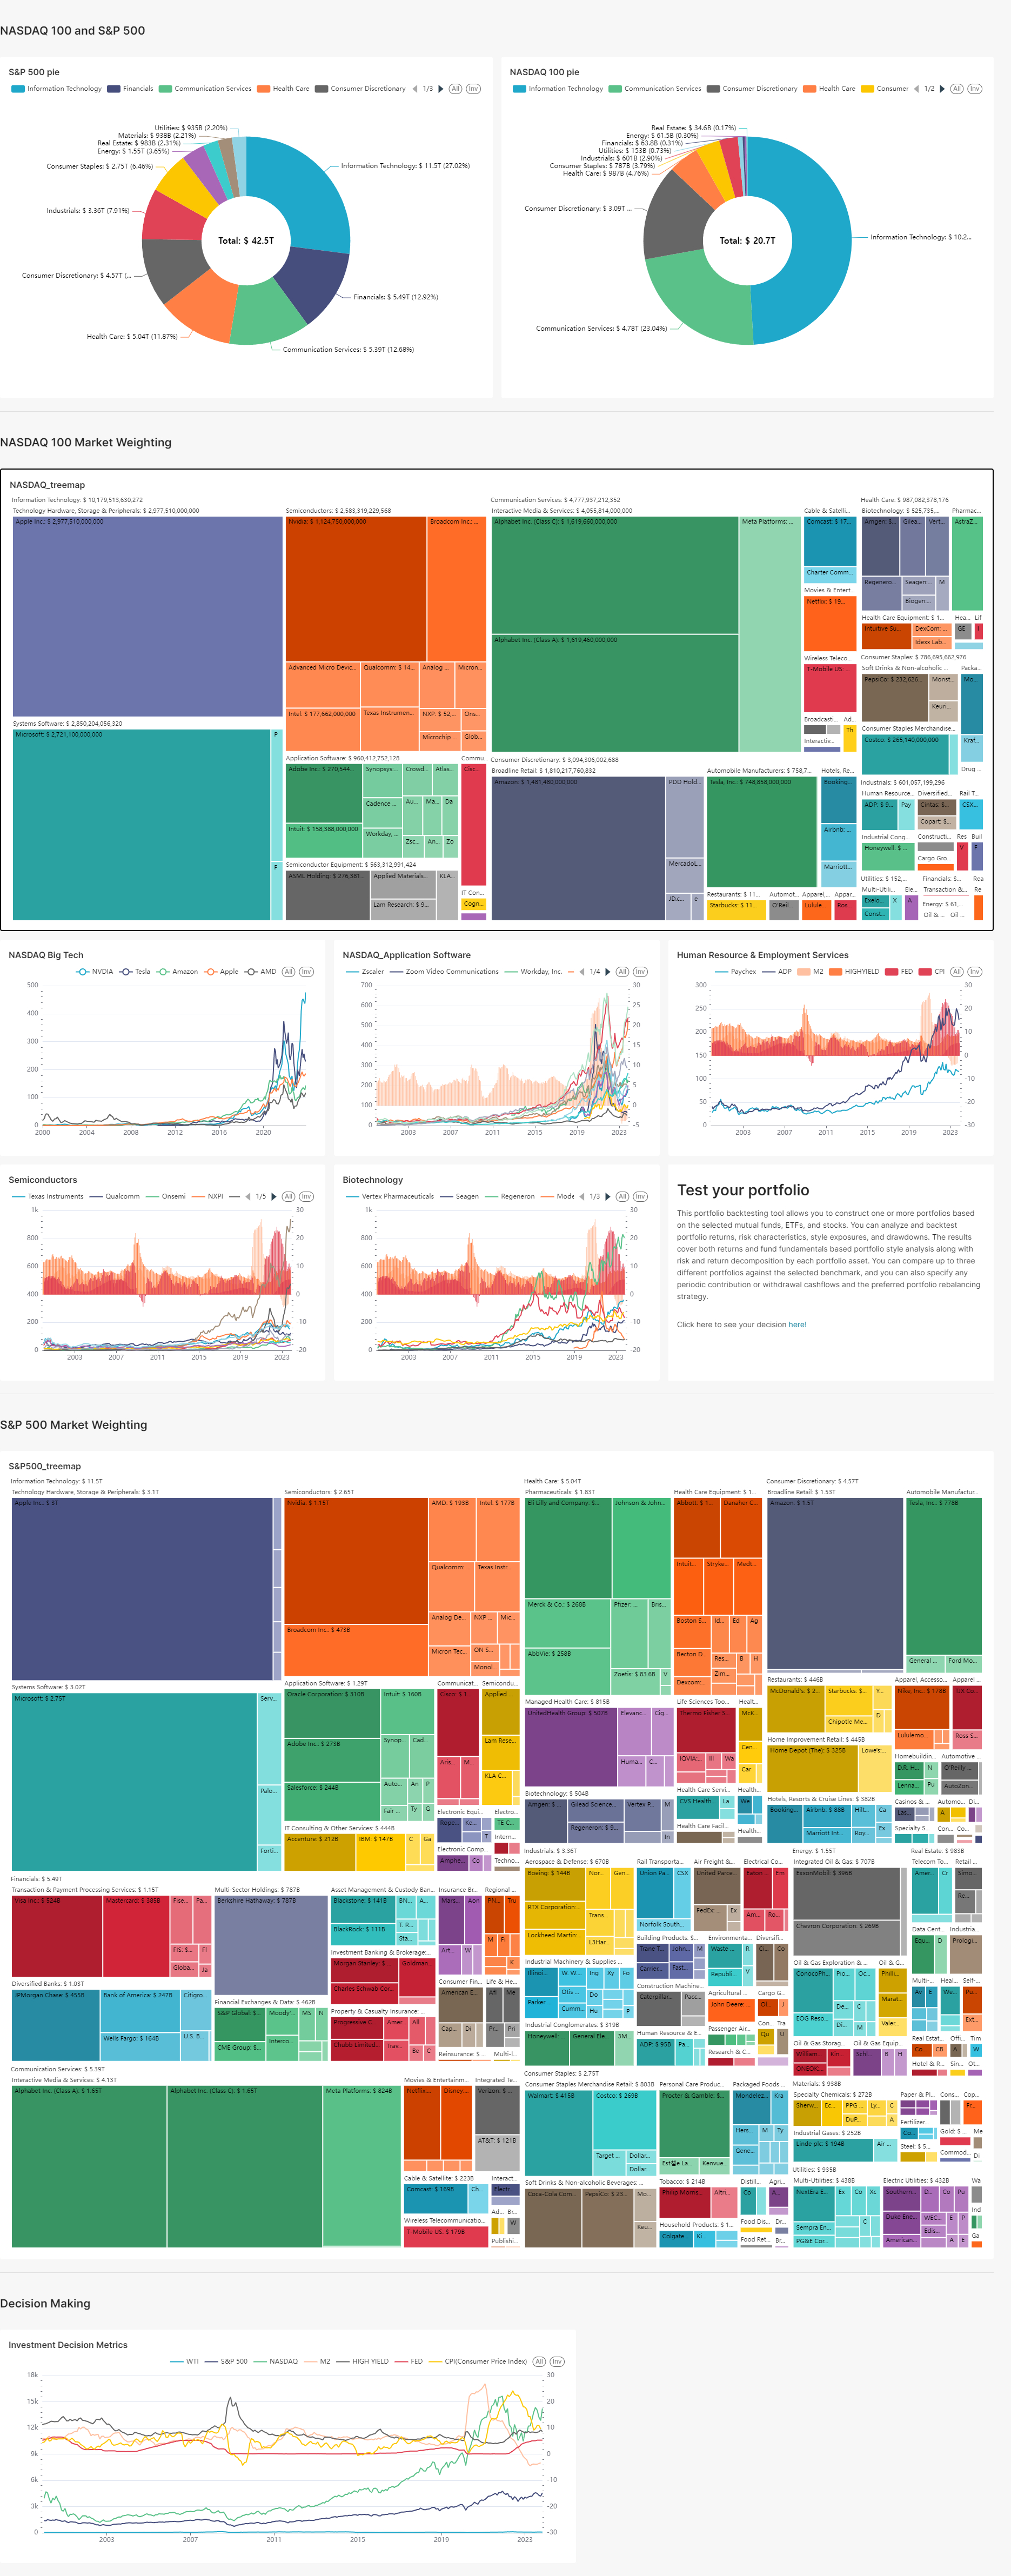 NASDAQ 100 and S&P 500
S&P 500 pie
Information Technology Financials Communication Services Health Care Consumer Discretionary 1/3 All Inv
Utilities: $ 935B (2.20%)
Materials: $ 938B (2.21%)
Real Estate: $ 983B (2.31%)
Energy: $ 1.55T (3.65%)
Consumer Staples: $ 2.75T (6.46%)
Information Technology: $ 11.5T (27.02%)
Industrials: $ 3.36T (7.91%)
Total: $ 42.5T
Consumer Discretionary: $ 4.57T (...
Financials: $ 5.49T (12.92%)
Health Care: $ 5.04T (11.87%)
Communication Services: $ 5.39T (12.68%)
NASDAQ 100 pie
Information Technology Communication Services Consumer Discretionary Health Care Consumer 1/2 All Inv
Real Estate: $ 34.6B (0.17%)
Energy: $ 61.5B (0.30%)
Financials: $ 63.8B (0.31%)
Utilities: $ 153B (0.73%)
Industrials: $ 601B (2.90%)
Consumer Staples: $ 787B (3.79%)
Health Care: $ 987B (4.76%)
Consumer Discretionary: $ 3.09T ...
Total: $ 20.7T
Information Technology: $ 10.2...
Communication Services: $ 4.78T (23.04%)
NASDAQ 100 Market Weighting
NASDAQ_treemap
Information Technology: $ 10,179,513,630,272
Technology Hardware, Storage & Peripherals: $ 2,977,510,000,000
Apple Inc.: $ 2,977,510,000,000
Systems Software: $ 2,850,204,056,320
Microsoft: $ 2,721,100,000,000
P
F
Semiconductors: $ 2,583,319,229,568
Nvidia: $ 1,124,750,000,000
Broadcom Inc.: ...
Advanced Micro Devic...
Qualcomm: $ 14...
Analog ...
Micron...
Intel: $ 177,662,000,000
Texas Instrumen...
NXP: $ 52,...
Ons...
Microchip ...
Glob...
Application Software: $ 960,412,752,128
Adobe Inc.: $ 270,544...
Synopsys:...
Crowd...
Atlas...
Cadence ...
Au...
Ma...
Da
Intuit: $ 158,388,000,000
Workday, ...
Zsc...
An...
Zo
Commu...
Cisc...
Semiconductor Equipment: $ 563,312,991,424
ASML Holding: $ 276,381...
Applied Materials...
KLA...
Lam Research: $ 9...
IT Con...
Cogn...
Communication Services: $ 4,777,937,212,352
Interactive Media & Services: $ 4,055,814,000,000
Alphabet Inc. (Class C): $ 1,619,660,000,000
Meta Platforms: ...
Alphabet Inc. (Class A): $ 1,619,460,000,000
Cable & Satelli...
Comcast: $ 17...
Charter Comm...
Movies & Entert...
Netflix: $ 19...
Wireless Teleco...
T-Mobile US: ...
Broadcasti...
Ad...
Th
Interactiv...
Consumer Discretionary: $ 3,094,306,002,688
Broadline Retail: $ 1,810,217,760,832
Amazon: $ 1,481,480,000,000
PDD Hold...
MercadoL...
JD.c...
e
Automobile Manufacturers: $ 758,7...
Tesla, Inc.: $ 748,858,000,000
Hotels, Re...
Booking...
Airbnb: ...
Marriott...
Restaurants: $ 11...
Starbucks: $ 11...
Automot...
O'Reil...
Apparel,...
Lulule...
Appar...
Ros...
Health Care: $ 987,082,378,176
Biotechnology: $ 525,735,...
Amgen: $...
Gilea...
Vert...
Regenero...
Seagen:...
M
Biogen:...
Pharmac...
AstraZ...
Health Care Equipment: $ 1...
Intuitive Su...
DexCom: ...
Idexx Lab...
Hea...
GE
Lif
I
Consumer Staples: $ 786,695,662,976
Soft Drinks & Non-alcoholic ...
PepsiCo: $ 232,626...
Monst...
Keuri...
Packa...
Mo...
Kraf...
Consumer Staples Merchandise...
Costco: $ 265,140,000,000
Drug ...
Industrials: $ 601,057,199,296
Human Resource...
ADP: $ 9...
Pay
Diversified...
Cintas: $...
Copart: $...
Rail T...
CSX...
Industrial Cong...
Honeywell: $ ...
Constructi...
Cargo Gro...
Res
V
Buil
F
Utilities: $ 152,...
Multi-Utili...
Exelo...
X
Const...
Ele...
A
Financials: $...
Transaction &...
Energy: $ 61,...
Oil & ...
Oil ...
Rea
Re
NASDAQ Big Tech
NVIDIA Tesla Amazon Apple AMD All Inv
500
400
300
200
100
0
2000 2004 2008 2012 2016 2020
NASDAQ_Application Software
Zscaler Zoom Video Communications Workday, Inc. 1/4 All Inv
700 30
600 25
500 20
400 15
300 10
200 5
100 0
0 -5
2003 2007 2011 2015 2019 2023
Human Resource & Employment Services
Paychex ADP M2 HIGHYIELD FED CPI All Inv
300 30
250 20
200 10
150 0
100 -10
50 -20
0 -30
2003 2007 2011 2015 2019 2023
Semiconductors
Texas Instruments Qualcomm Onsemi NXPI 1/5 All Inv
1k 30
800 20
600 10
400 0
200 -10
0 -20
2003 2007 2011 2015 2019 2023
Biotechnology
Vertex Pharmaceuticals Seagen Regeneron Mode 1/3 All Inv
1k 30
800 20
600 10
400 0
200 -10
0 -20
2003 2007 2011 2015 2019 2023
Test your portfolio
This portfolio backtesting tool allows you to construct one or more portfolios based
on the selected mutual funds, ETFs, and stocks. You can analyze and backtest
portfolio returns, risk characteristics, style exposures, and drawdowns. The results
cover both returns and fund fundamentals based portfolio style analysis along with
risk and return decomposition by each portfolio asset. You can compare up to three
different portfolios against the selected benchmark, and you can also specify any
periodic contribution or withdrawal cashflows and the preferred portfolio rebalancing
strategy.
Click here to see your decision here!
S&P 500 Market Weighting
S&P500_treemap
Information Technology: $ 11.5T
Technology Hardware, Storage & Peripherals: $ 3.1T
Apple Inc.: $ 3T
Systems Software: $ 3.02T
Microsoft: $ 2.75T
Serv...
Palo...
Forti...
Semiconductors: $ 2.65T
Nvidia: $ 1.15T
AMD: $ 193B
Intel: $ 177B
Qualcomm: ...
Texas Instr...
Broadcom Inc.: $ 473B
Analog De...
NXP ...
Mic...
Micron Tec...
ON S...
Monol...
Application Software: $ 1.29T
Oracle Corporation: $ 310B
Intuit: $ 160B
Adobe Inc.: $ 273B
Synop...
Cad...
Salesforce: $ 244B
Auto...
An
P
Fair ...
Ty
G
IT Consulting & Other Services: $ 444B
Accenture: $ 212B
IBM: $ 147B
C
Ga
Communicat...
Cisco: $ 1...
Aris...
M...
Semicondu...
Applied ...
Lam Rese...
KLA C...
Electronic Equi...
Rope...
Ke...
T
Electro...
TE C...
Intern...
Electronic Comp...
Amphe...
Co
Techno...
Health Care: $ 5.04T
Pharmaceuticals: $ 1.83T
Eli Lilly and Company: $...
Johnson & John...
Merck & Co.: $ 268B
Pfizer: ...
Bris...
AbbVie: $ 258B
Zoetis: $ 83.6B
V
Health Care Equipment: $ 1...
Abbott: $ 1...
Danaher C...
Intuit...
Stryke...
Medt...
Boston S...
Id...
Ed
Ag
Becton D...
Res...
B
H
Dexcom:...
Zim...
Managed Health Care: $ 815B
UnitedHealth Group: $ 507B
Elevanc...
Cig...
Huma...
C...
Life Sciences Too...
Thermo Fisher S...
IQVIA:...
Ill
Wa
Healt...
McK...
Cen...
Car
Biotechnology: $ 504B
Amgen: $ ...
Gilead Science...
Vertex P...
M
Regeneron: $ 9...
In
Health Care Servi...
CVS Health...
La
Health...
We
Health Care Facil...
Health...
Consumer Discretionary: $ 4.57T
Broadline Retail: $ 1.53T
Amazon: $ 1.5T
Automobile Manufactur...
Tesla, Inc.: $ 778B
General ...
Ford Mo...
Restaurants: $ 446B
McDonald's: $ 2...
Starbucks: $...
Y...
Chipotle Me...
D
Apparel, Accesso...
Nike, Inc.: $ 178B
Lululemo...
Apparel ...
TJX Co...
Ross S...
Home Improvement Retail: $ 445B
Home Depot (The): $ 325B
Lowe's:...
Homebuildin...
D.R. H...
N
Lenna...
Pu
Automotive ...
O'Reilly ...
AutoZon...
Hotels, Resorts & Cruise Lines: $ 382B
Booking...
Airbnb: $ 88B
Hilt...
Ca
Marriott Int...
Roy...
Ex
Casinos & ...
Las...
Automo...
A...
Di...
Specialty S...
Con...
Co...
Financials: $ 5.49T
Transaction & Payment Processing Services: $ 1.15T
Visa Inc.: $ 524B
Mastercard: $ 385B
Fise...
Pa...
FIS: $...
Fl
Globa...
Ja
Diversified Banks: $ 1.03T
JPMorgan Chase: $ 455B
Bank of America: $ 247B
Citigro...
Wells Fargo: $ 164B
U.S. B...
Multi-Sector Holdings: $ 787B
Berkshire Hathaway: $ 787B
Financial Exchanges & Data: $ 462B
S&P Global: $...
Moody'...
MS
N
CME Group: $...
Interco...
Asset Management & Custody Ban...
Blackstone: $ 141B
BN...
A...
BlackRock: $ 111B
T. R...
Sta...
Investment Banking & Brokerage:...
Morgan Stanley: $ ...
Goldman...
Charles Schwab Cor...
Property & Casualty Insurance: ...
Progressive C...
Amer...
All
Chubb Limited...
Trav...
Be
C
Insurance Br...
Mars...
Aon
Art...
W
Regional ...
PN...
Tru
M
Fi
K
Consumer Fin...
American E...
Cap...
Di
Life & He...
Afl
Me
Pr...
Pri
Reinsurance: $ ...
Multi-l...
Communication Services: $ 5.39T
Interactive Media & Services: $ 4.13T
Alphabet Inc. (Class A): $ 1.65T
Alphabet Inc. (Class C): $ 1.65T
Meta Platforms: $ 824B
Movies & Entertainm...
Netflix:...
Disney:...
Integrated Te...
Verizon: $ ...
AT&T: $ 121B
Cable & Satellite: $ 223B
Comcast: $ 169B
Ch...
Interact...
Electr...
Wireless Telecommunicatio...
T-Mobile US: $ 179B
Ad...
Br...
W
Publishi...
Industrials: $ 3.36T
Aerospace & Defense: $ 670B
Boeing: $ 144B
Nor...
Gen...
RTX Corporation:...
Trans...
Lockheed Martin:...
L3Har...
Rail Transporta...
Union Pa...
CSX
Norfolk South...
Air Freight &...
United Parce...
FedEx: ...
Ex
Electrical Co...
Eaton ...
Em
Am...
Ro...
Building Products: $...
Trane T...
John...
M
Carrier...
Fast...
Environmenta...
Waste ...
R
Republi...
V
Diversifi...
Ci...
Co
Industrial Machinery & Supplies ...
Illinoi...
W. W...
Ing
Xy
Fo
Otis ...
Do
Parker ...
Cumm...
Hu
P
Construction Machine...
Caterpillar...
Pacc...
Agricultural ...
John Deere:...
Cargo G...
Ol...
J
Industrial Conglomerates: $ 319B
Honeywell:...
General Ele...
3M...
Human Resource & E...
ADP: $ 95B
Pa...
Passenger Air...
Research & C...
Con...
Qu
Tra
U
Consumer Staples: $ 2.75T
Consumer Staples Merchandise Retail: $ 803B
Walmart: $ 415B
Costco: $ 269B
Target ...
Dollar...
Dollar...
Personal Care Produc...
Procter & Gamble: $...
Kenvue...
Packaged Foods ...
Mondelez...
Kra
Hers...
M
Ty
Gene...
Soft Drinks & Non-alcoholic Beverages: ...
Coca-Cola Com...
PepsiCo: $ 23...
Mo...
Keu...
Tobacco: $ 214B
Philip Morris...
Altri...
Distill...
Co
Agri...
A...
Household Products: $ 1...
Colgate...
Ki...
Food Dis...
Dr...
Food Ret...
Br...
Energy: $ 1.55T
Integrated Oil & Gas: $ 707B
ExxonMobil: $ 396B
Chevron Corporation: $ 269B
Oil & Gas Exploration & ...
ConocoPh...
Pio...
Oc...
De...
C
EOG Reso...
Di...
M
Oil & G...
Philli...
Marat...
Valer...
Oil & Gas Storag...
William...
Kin...
ONEOK:...
Oil & Gas Equip...
Schl...
B
H
Real Estate: $ 983B
Telecom To...
Amer...
Cr
Retail ...
Simo...
Re...
Data Cent...
Equ...
D
Industria...
Prologi...
Multi-...
Av
E
Heal...
We...
Self-...
Pu...
Ext...
Real Estat...
Co...
CB
Offi...
A
Tim
W
Hotel & R...
Sin...
Ot...
Materials: $ 938B
Specialty Chemicals: $ 272B
Sherw...
Ec...
PPG ...
Ly...
C
DuP...
A
Paper & Pl...
Cons...
Cop
Fr...
Fertilizer...
Co...
Gold: $ ...
Me
Industrial Gases: $ 252B
Linde plc: $ 194B
Air ...
Steel: $ 5...
Commod...
Di
Utilities: $ 935B
Multi-Utilities: $ 438B
NextEra E...
Ex
Co
Xc
Sempra En...
C
PG&E Cor...
Electric Utilities: $ 432B
Southern...
D...
Co
Pu
Duke Ene...
WEC...
E
P
Edis...
American...
A
E
Wa
Ind
Ga
Decision Making
Investment Decision Metrics
WTI S&P 500 NASDAQ M2 HIGH YIELD FED CPI(Consumer Price Index) All Inv
18k 30
15k 20
12k 10
9k 0
6k -10
3k -20
0 -30
2003 2007 2011 2015 2019 2023